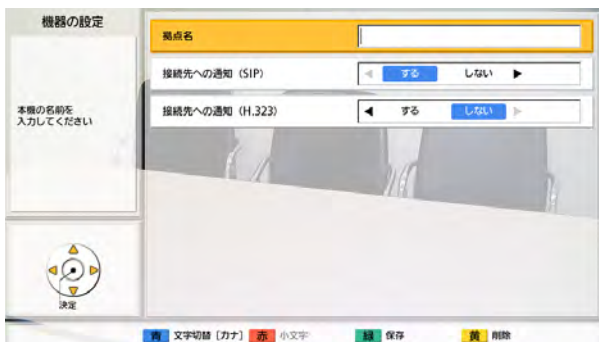 機器の設定
本機の名前を
入力してください
決定
拠点名
接続先への通知（SIP） ◀ する しない ▶
接続先への通知（H.323） ◀ する しない ▶
青 文字切替［カナ］ 赤 小文字 緑 保存 黄 削除